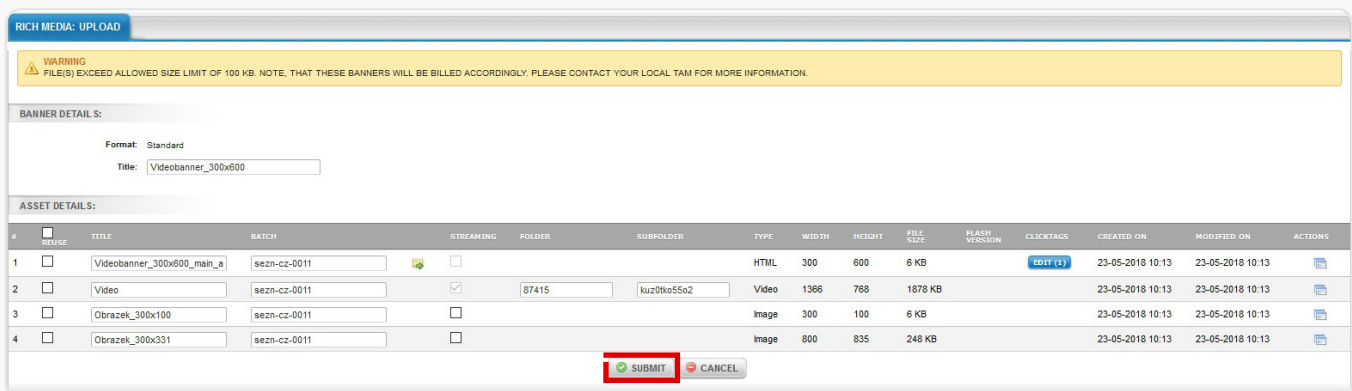 RICH MEDIA: UPLOAD
WARNING
FILE(S) EXCEED ALLOWED SIZE LIMIT OF 100 KB. NOTE, THAT THESE BANNERS WILL BE BILLED ACCORDINGLY. PLEASE CONTACT YOUR LOCAL TAM FOR MORE INFORMATION.
BANNER DETAILS:
Format: Standard
Title: Videobanner_300x600
ASSET DETAILS:
# REUSE TITLE BATCH STREAMING FOLDER SUBFOLDER TYPE WIDTH HEIGHT FILE SIZE FLASH VERSION CLICKTAGS CREATED ON MODIFIED ON ACTIONS
1 Videobanner_300x600_main_a sezn-cz-0011 HTML 300 600 6 KB EDIT (1) 23-05-2018 10:13 23-05-2018 10:13
2 Video sezn-cz-0011 87415 kuz0tko55o2 Video 1366 768 1878 KB 23-05-2018 10:13 23-05-2018 10:13
3 Obrazek_300x100 sezn-cz-0011 Image 300 100 6 KB 23-05-2018 10:13 23-05-2018 10:13
4 Obrazek_300x331 sezn-cz-0011 Image 800 835 248 KB 23-05-2018 10:13 23-05-2018 10:13
SUBMIT CANCEL